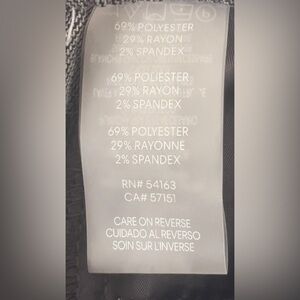 69% POLYESTER
29% RAYON
2% SPANDEX
69% POLIESTER
29% RAYON
2% SPANDEX
69% POLYESTER
29% RAYONNE
2% SPANDEX
RN# 54163
CA# 57151
CARE ON REVERSE
CUIDADO AL REVERSO
SOIN SUR L'INVERSE